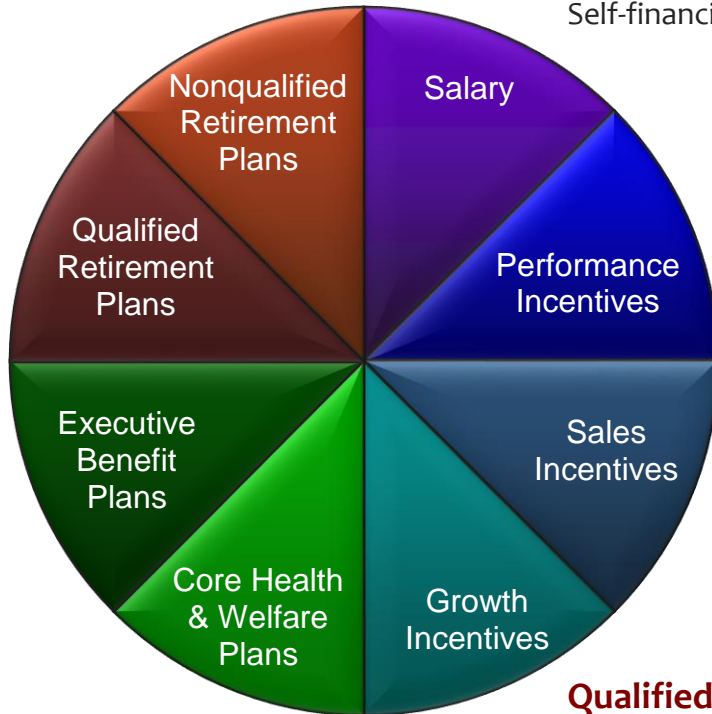 Self-financi
Nonqualified
Retirement
Plans
Salary
Qualified
Retirement
Plans
Performance
Incentives
Executive
Benefit
Plans
Sales
Incentives
Core Health
& Welfare
Plans
Growth
Incentives
Qualified